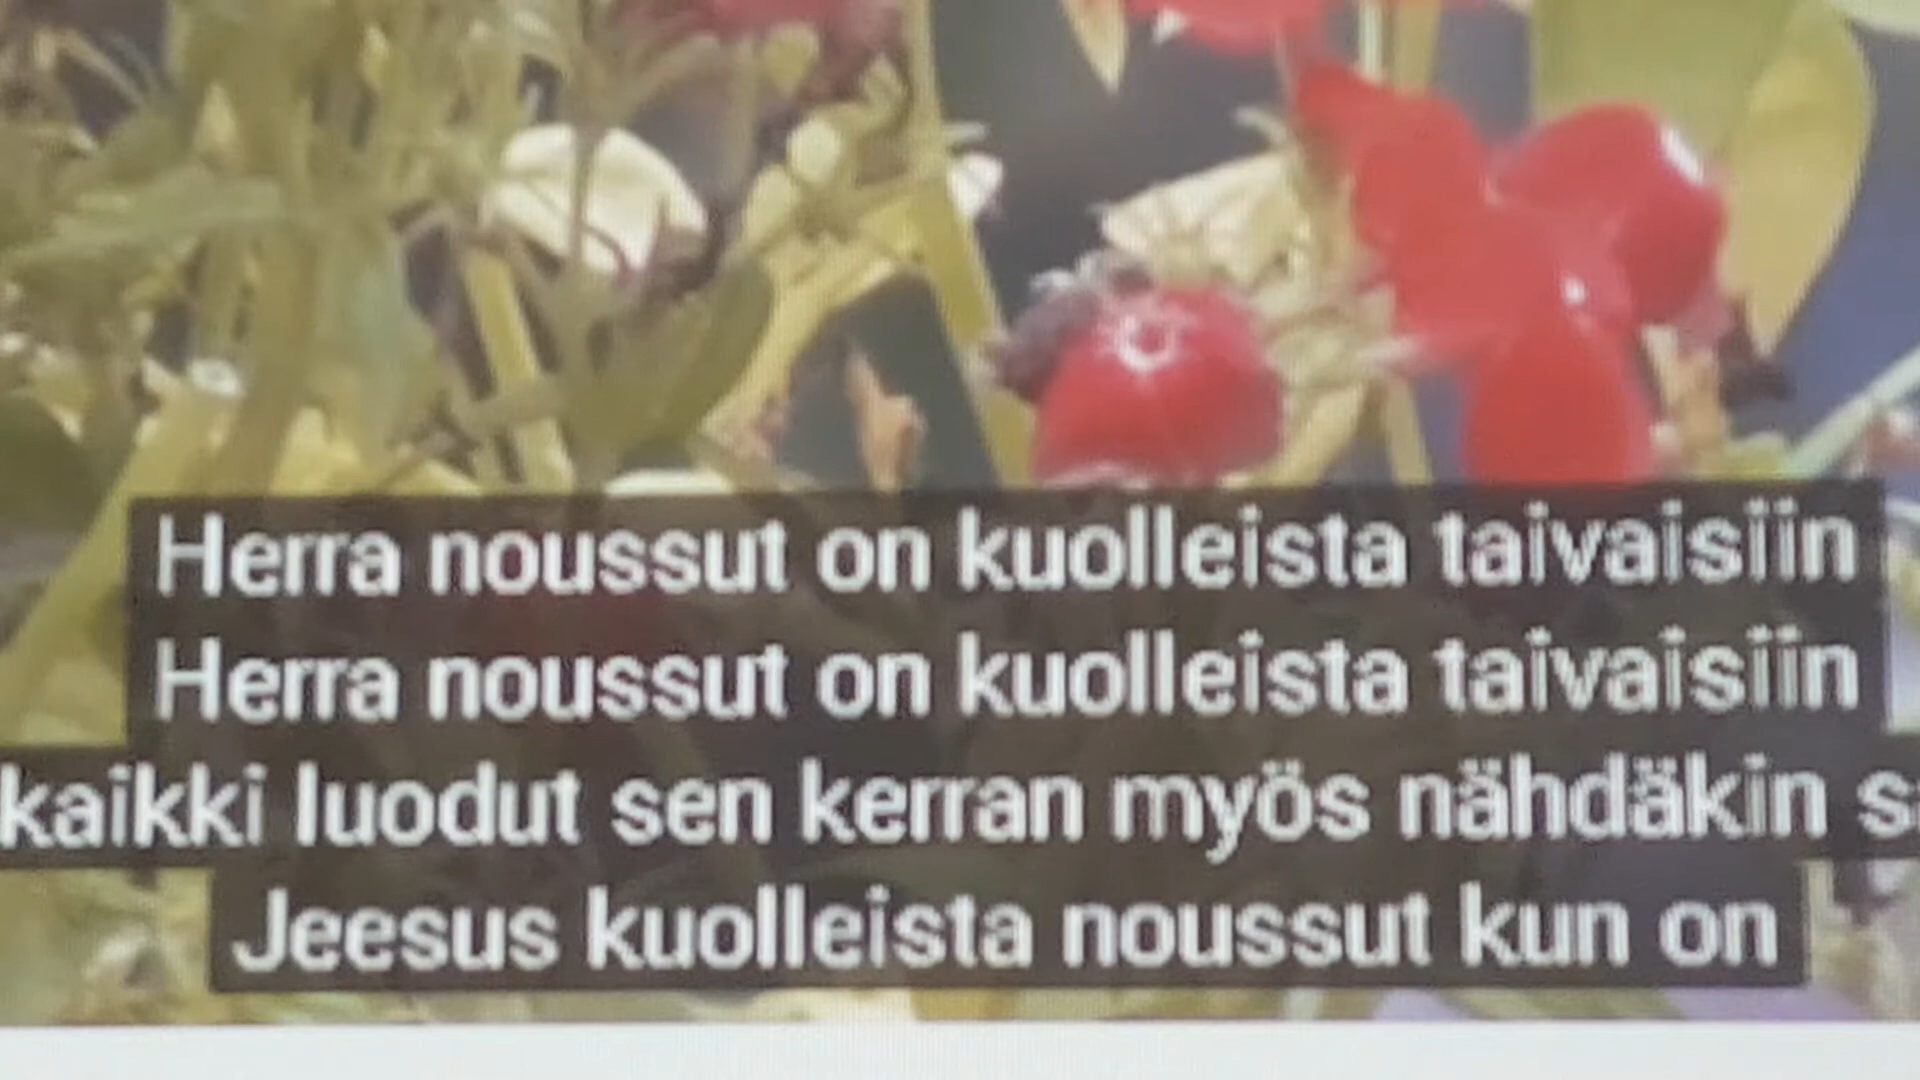 Herra noussut on kuolleista taivaisiin
Herra noussut on kuolleista taivaisiin
kaikki luodut sen kerran myös nähdäkin
Jeesus kuolleista noussut kun on